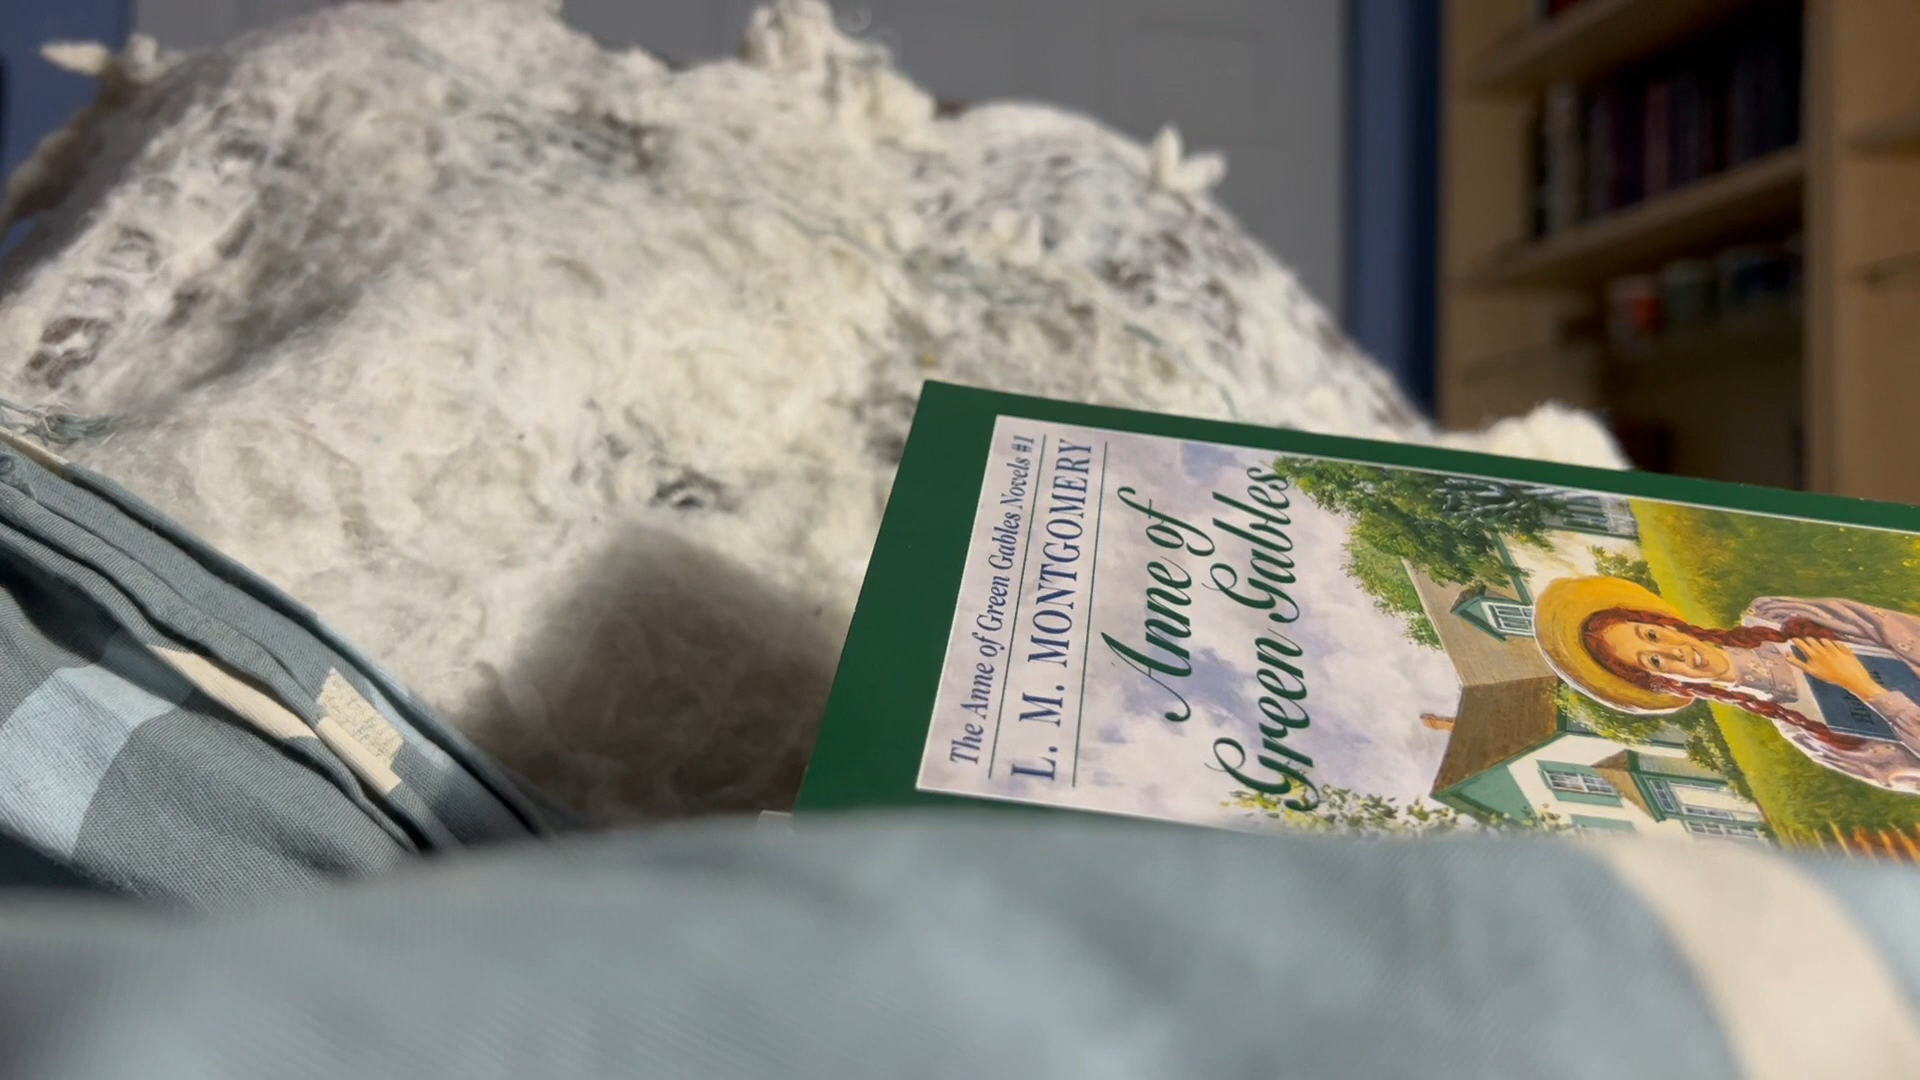 The Anne of Green Gables Novels #1
L. M. MONTGOMERY
Anne of
Green Gables